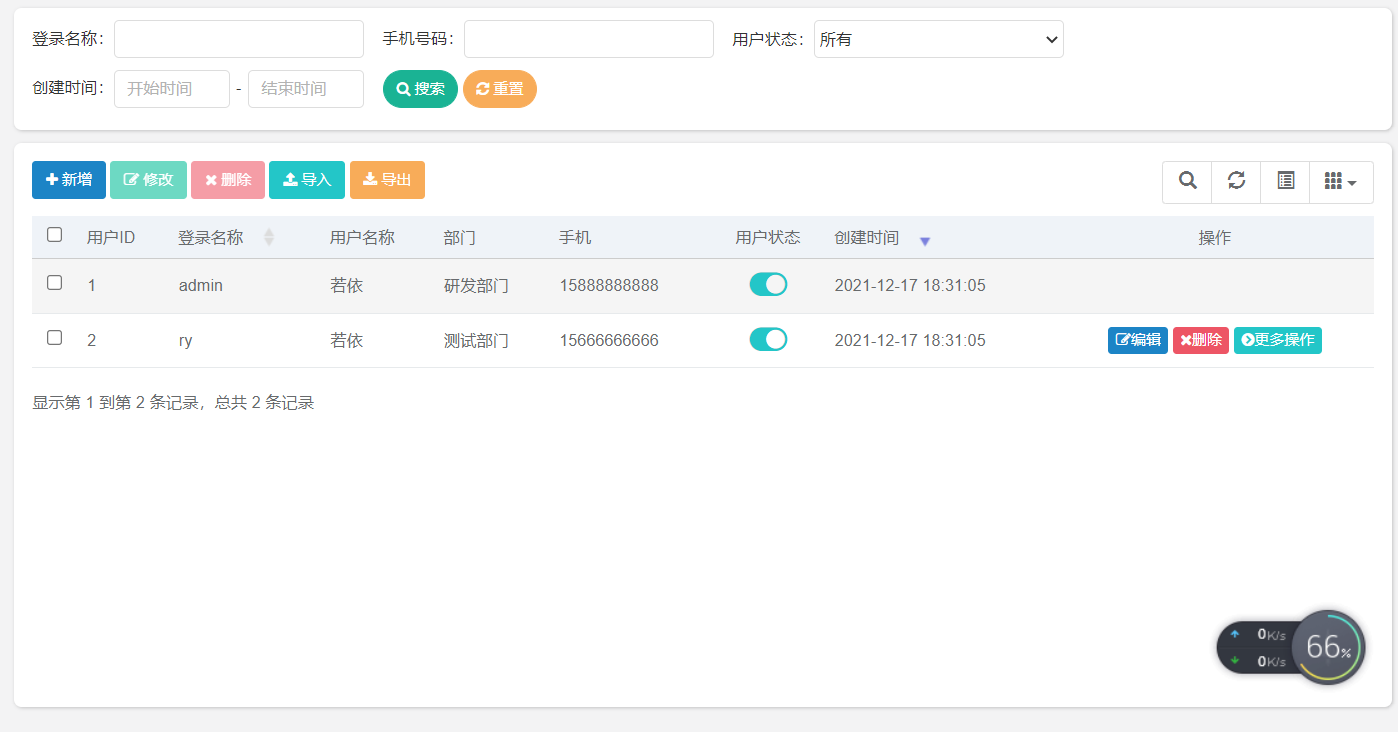 登录名称： 手机号码： 用户状态： 所有
创建时间： 开始时间 - 结束时间 搜索 重置
新增 修改 删除 导入 导出
用户ID 登录名称 用户名称 部门 手机 用户状态 创建时间 操作
1 admin 若依 研发部门 15888888888 2021-12-17 18:31:05
2 ry 若依 测试部门 15666666666 2021-12-17 18:31:05 编辑 删除 更多操作
显示第 1 到第 2 条记录，总共 2 条记录
0K/s
66%
0K/s